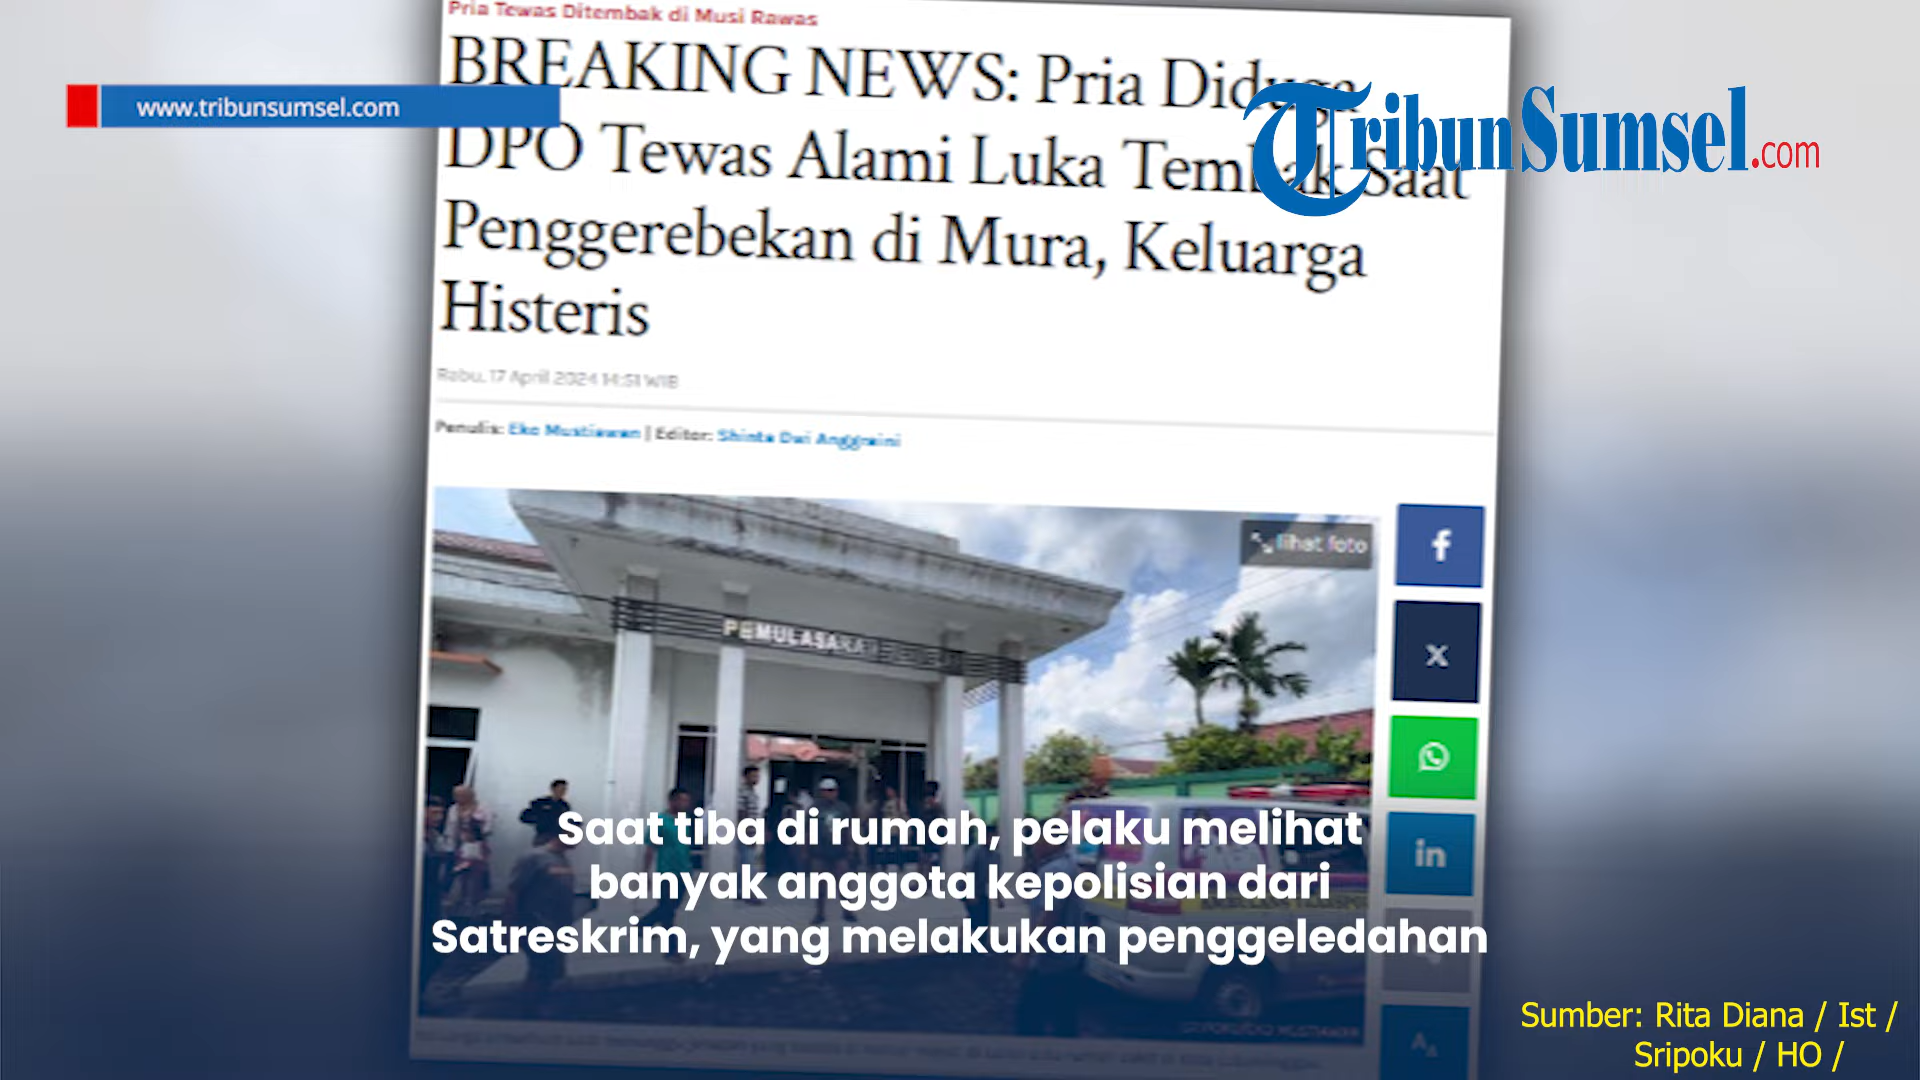 Pria Tewas Ditembak di Musi Rawas
BREAKING NEWS: Pria Diduga
www.tribunsumsel.com
TribunSumsel.com
DPO Tewas Alami Luka Tembak Saat
Penggerebekan di Mura, Keluarga
Histeris
Rabu, 17 April 2024 14:51 WIB
Penulis: Eko Mustiawan | Editor: Shinta Dwi Anggraini
lihat foto
PEMULASARAN
Saat tiba di rumah, pelaku melihat
banyak anggota kepolisian dari
Satreskrim, yang melakukan penggeledahan
Sumber: Rita Diana / Ist /
Sripoku / HO /